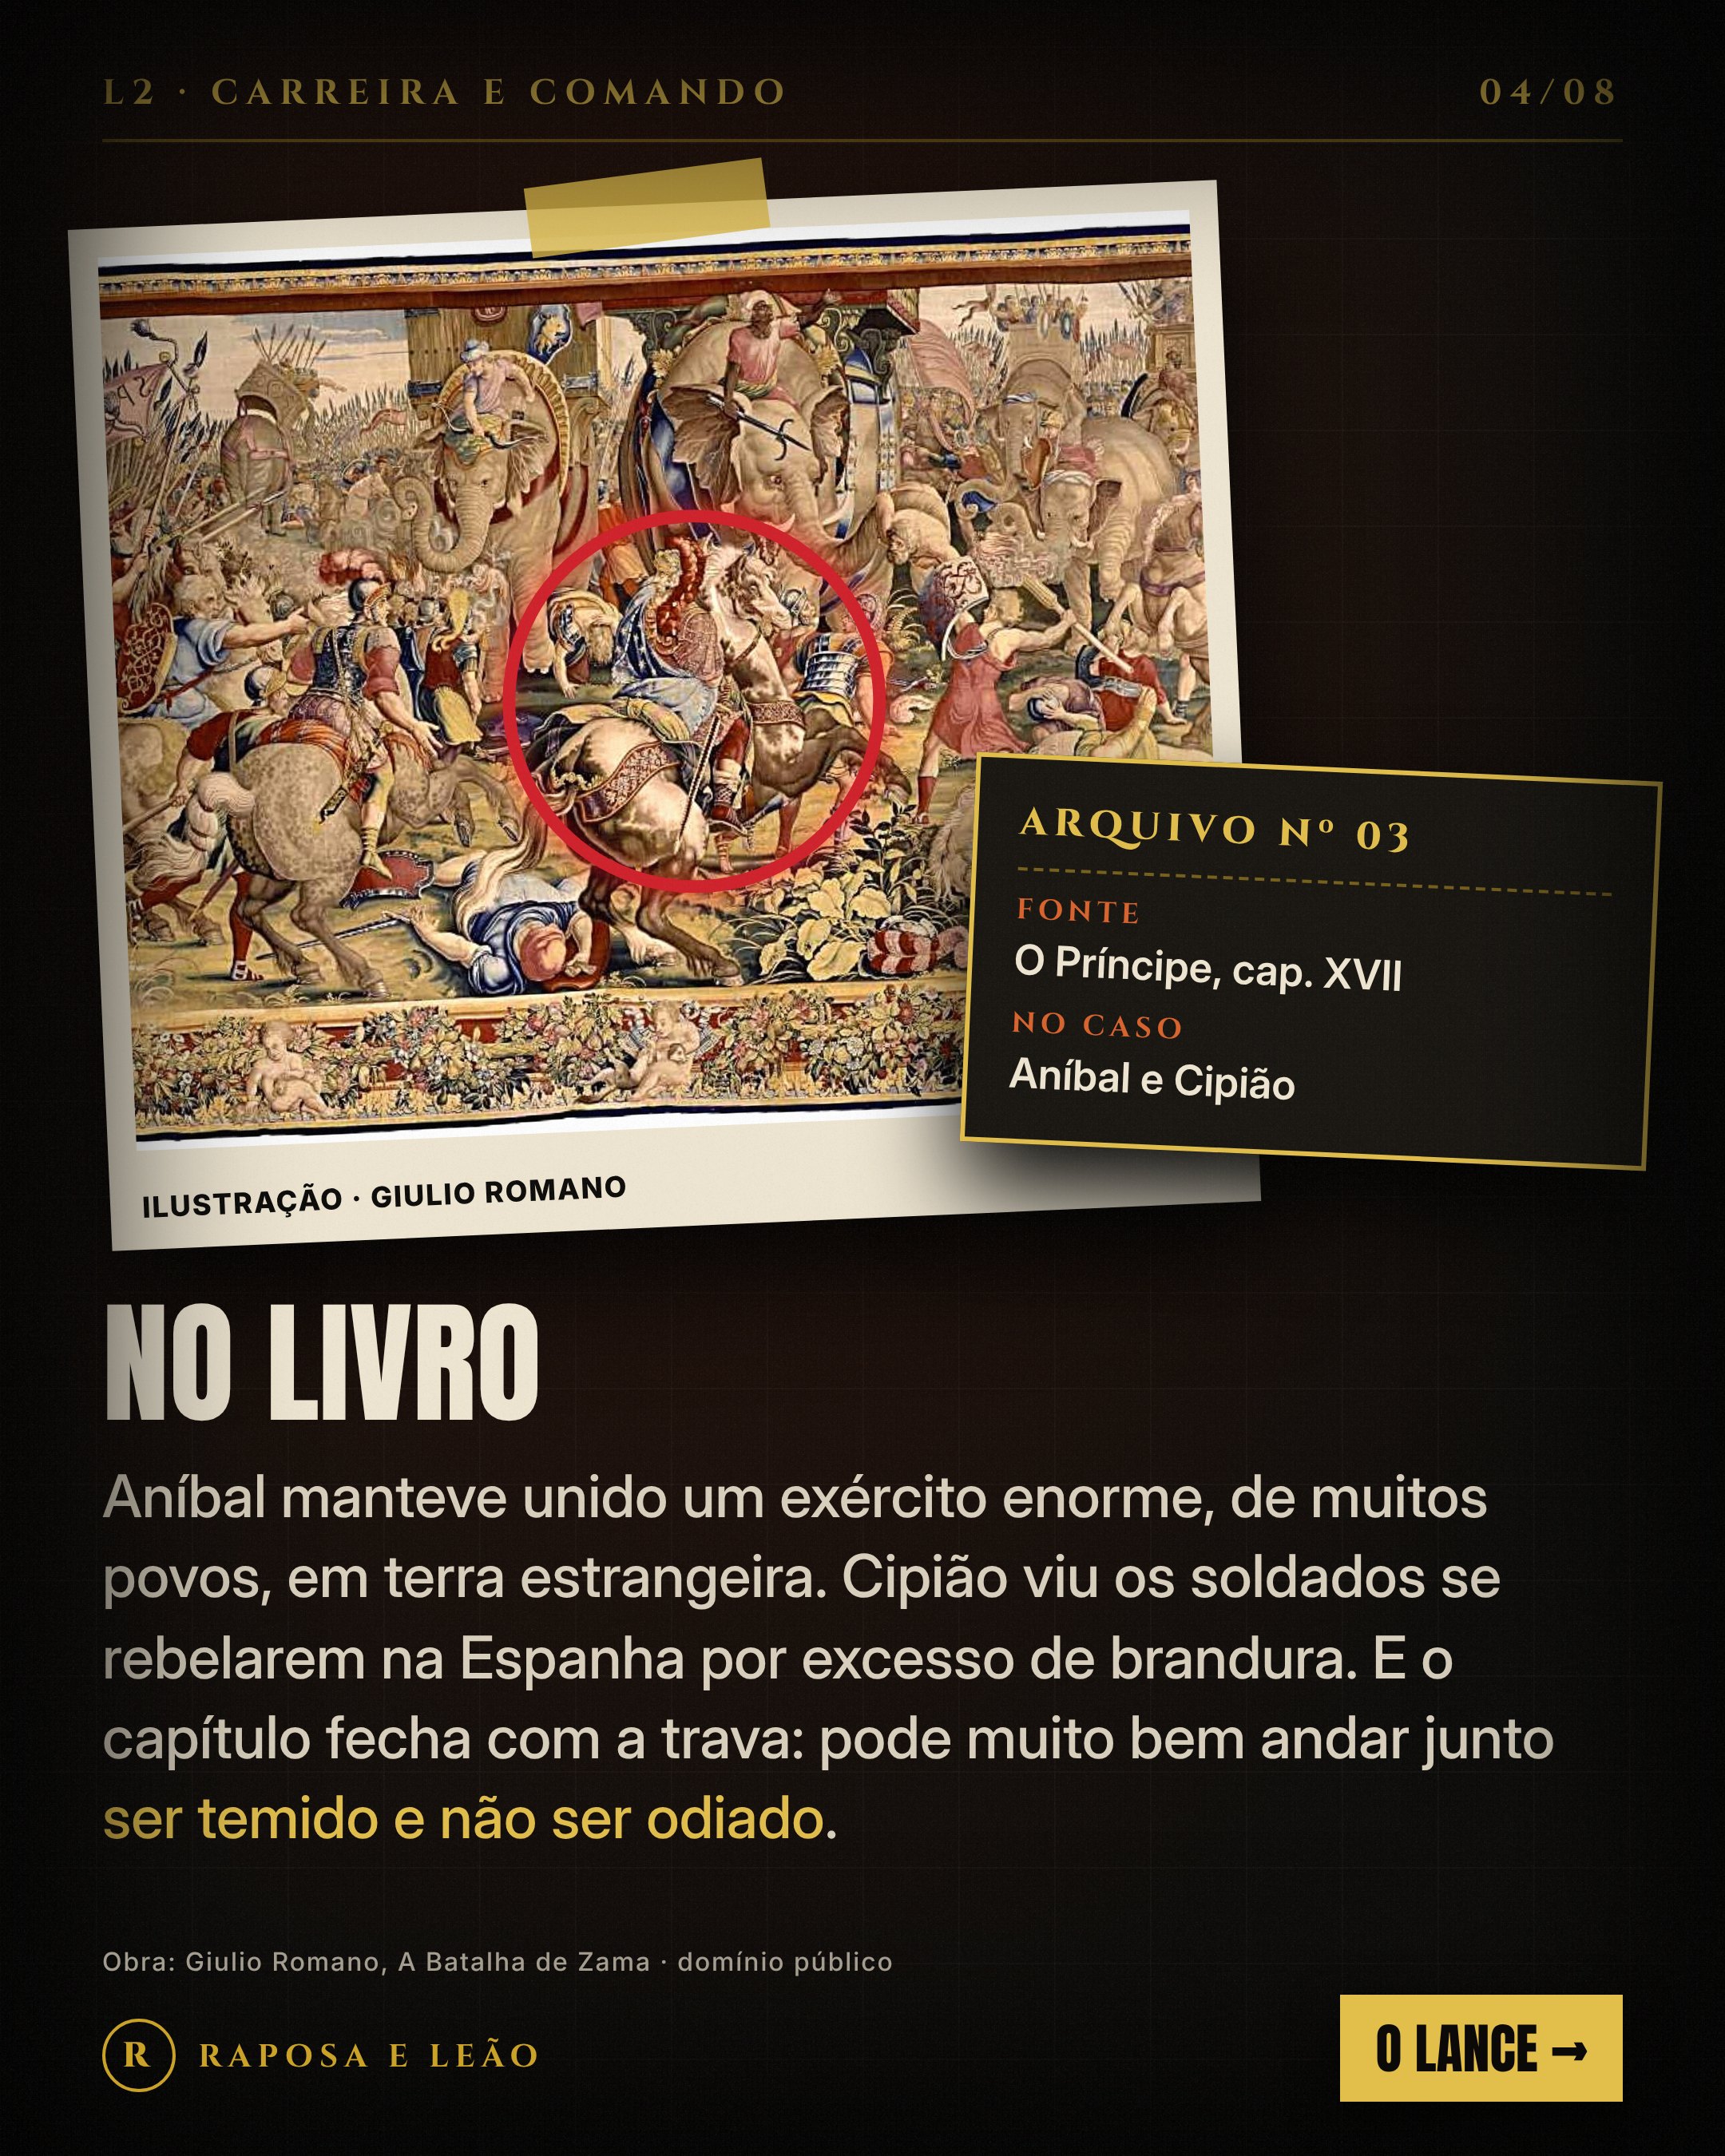 L2 · CARREIRA E COMANDO
04/08
ARQUIVO Nº 03
FONTE
O Príncipe, cap. XVII
NO CASO
Aníbal e Cipião
ILUSTRAÇÃO · GIULIO ROMANO
NO LIVRO
Aníbal manteve unido um exército enorme, de muitos
povos, em terra estrangeira. Cipião viu os soldados se
rebelarem na Espanha por excesso de brandura. E o
capítulo fecha com a trava: pode muito bem andar junto
ser temido e não ser odiado.
Obra: Giulio Romano, A Batalha de Zama · domínio público
R RAPOSA E LEÃO
O LANCE →